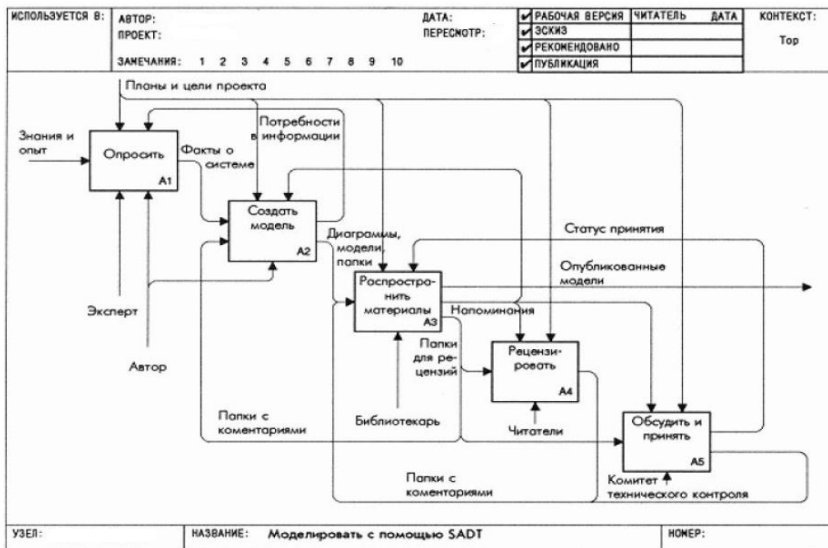 ИСПОЛЬЗУЕТСЯ В:
АВТОР:
ДАТА:
ПРОЕКТ:
ПЕРЕСМОТР:
ЗАМЕЧАНИЯ: 1 2 3 4 5 6 7 8 9 10
✔ РАБОЧАЯ ВЕРСИЯ
✔ ЭСКИЗ
✔ РЕКОМЕНДОВАНО
✔ ПУБЛИКАЦИЯ
ЧИТАТЕЛЬ ДАТА
КОНТЕКСТ:
Top
Планы и цели проекта
Знания и
опыт
Опросить
A1
Факты о
системе
Потребности
в информации
Создать
модель
A2
Диаграммы,
модели,
папки
Статус принятия
Опубликованные
модели
Распростра-
нить
материалы
A3
Напоминания
Эксперт
Автор
Папки
для ре-
цензий
Рецензи-
ровать
A4
Библиотекарь
Читатели
Папки с
коментариями
Обсудить и
принять
A5
Папки с
коментариями
Комитет
технического контроля
УЗЕЛ:
НАЗВАНИЕ: Моделировать с помощью SADT
НОМЕР: